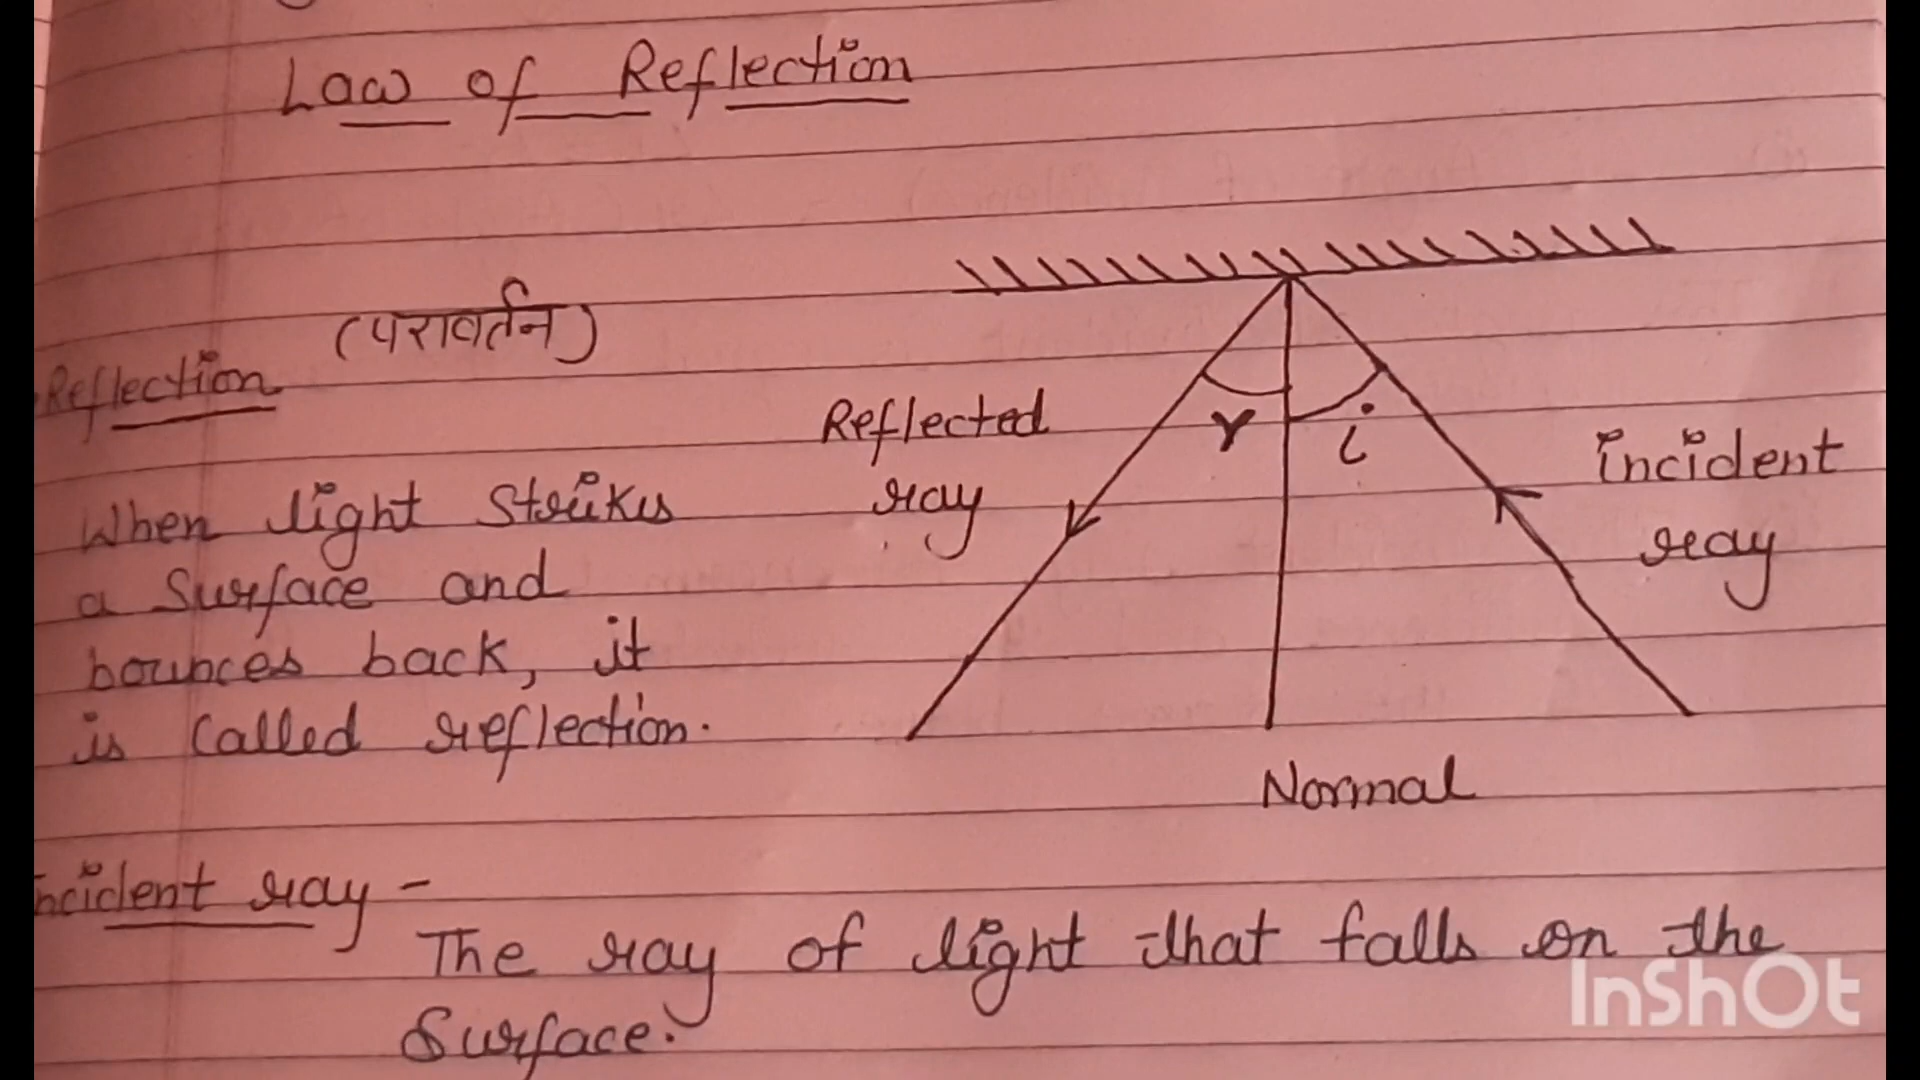 Law of Reflection
(परावर्तन)
Reflection
When light strikes
a Surface and
bounces back, it
is Called reflection.
Reflected
ray
r
i
incident
ray
Normal
ncident ray -
The ray of light that falls on the
Surface.
InShOt